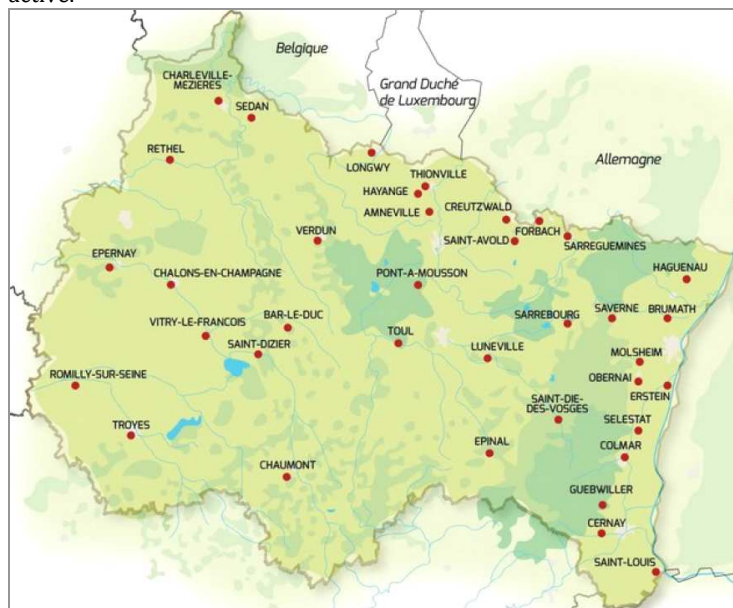 active.
Belgique
Grand Duché
de Luxembourg
Allemagne
CHARLEVILLE-
MEZIERES
SEDAN
RETHEL
LONGWY
THIONVILLE
HAYANGE
AMNEVILLE
CREUTZWALD
FORBACH
SAINT-AVOLD
SARREGUEMINES
VERDUN
EPERNAY
CHALONS-EN-CHAMPAGNE
PONT-A-MOUSSON
HAGUENAU
BAR-LE-DUC
VITRY-LE-FRANCOIS
SAINT-DIZIER
TOUL
LUNEVILLE
SARREBOURG
SAVERNE
BRUMATH
MOLSHEIM
OBERNAI
ERSTEIN
ROMILLY-SUR-SEINE
SAINT-DIE-
DES-VOSGES
SELESTAT
TROYES
EPINAL
COLMAR
CHAUMONT
GUEBWILLER
CERNAY
SAINT-LOUIS